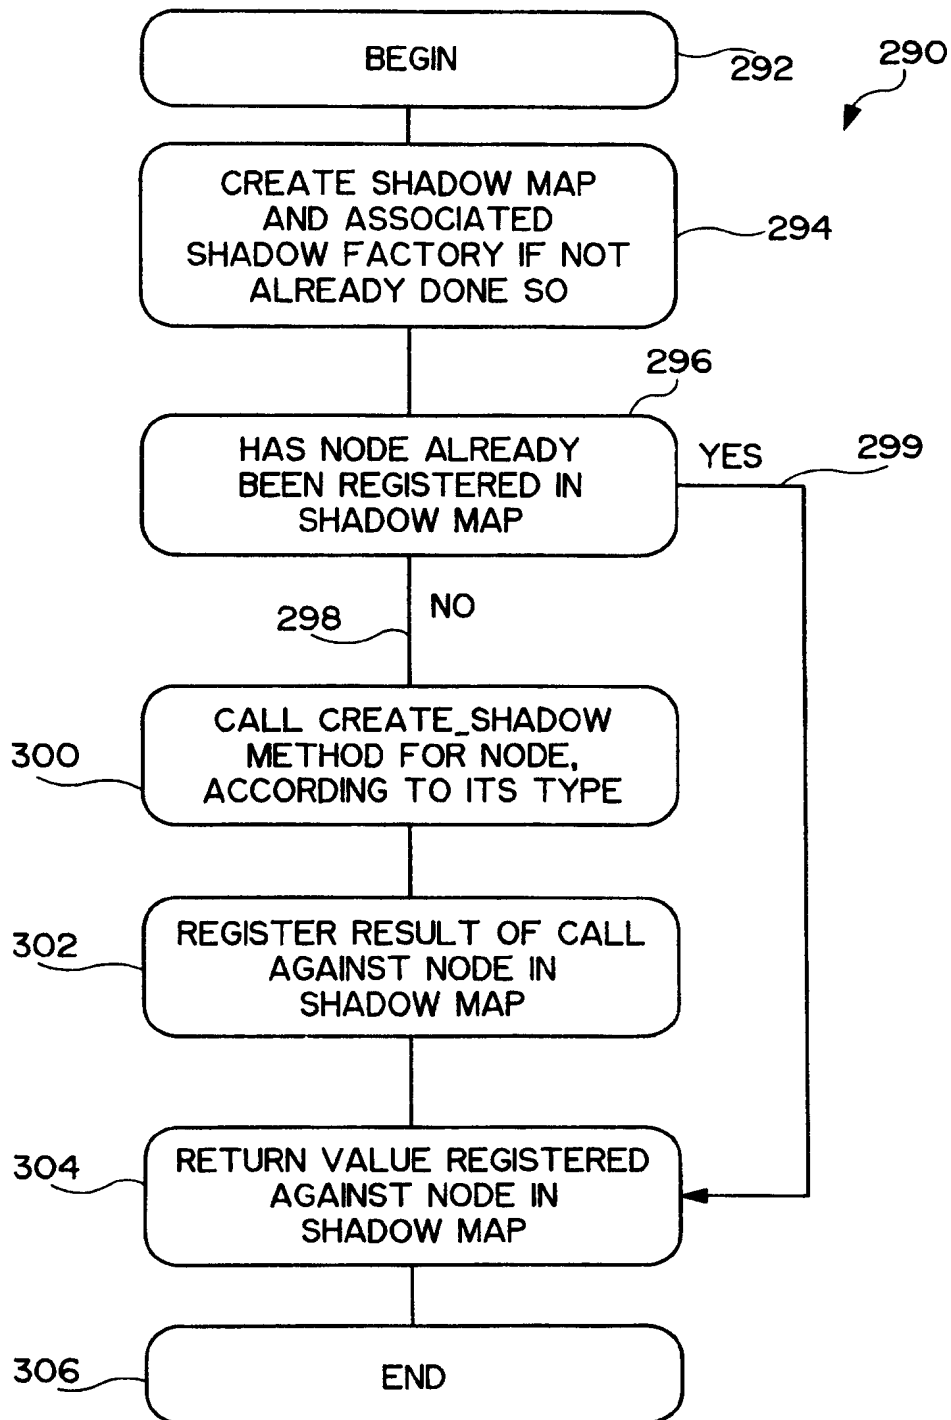 BEGIN
292
290
CREATE SHADOW MAP
AND ASSOCIATED
SHADOW FACTORY IF NOT
ALREADY DONE SO
294
296
HAS NODE ALREADY
BEEN REGISTERED IN
SHADOW MAP
YES
299
298
NO
300
CALL CREATE_SHADOW
METHOD FOR NODE,
ACCORDING TO ITS TYPE
302
REGISTER RESULT OF CALL
AGAINST NODE IN
SHADOW MAP
304
RETURN VALUE REGISTERED
AGAINST NODE IN
SHADOW MAP
306
END